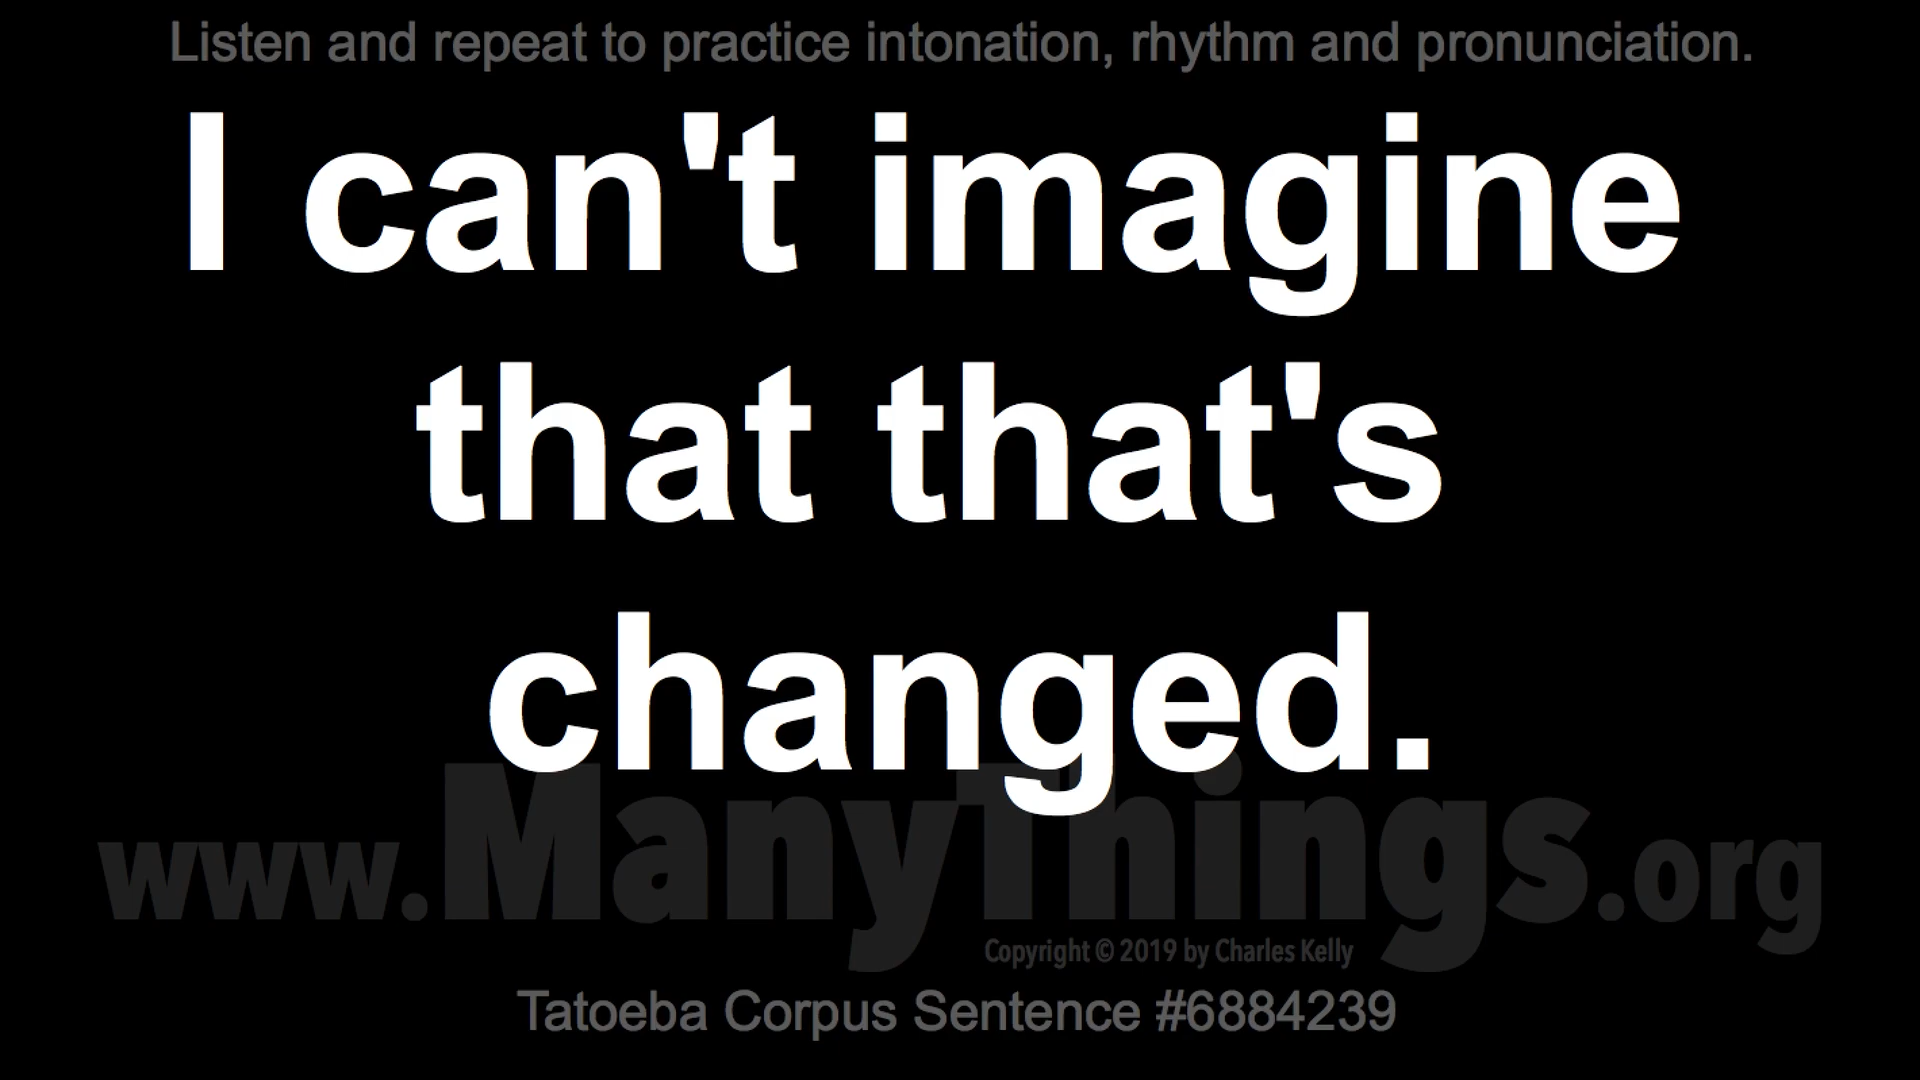 Listen and repeat to practice intonation, rhythm and pronunciation.
I can't imagine
that that's
changed.
www.ManyThings.org
Copyright © 2019 by Charles Kelly
Tatoeba Corpus Sentence #6884239